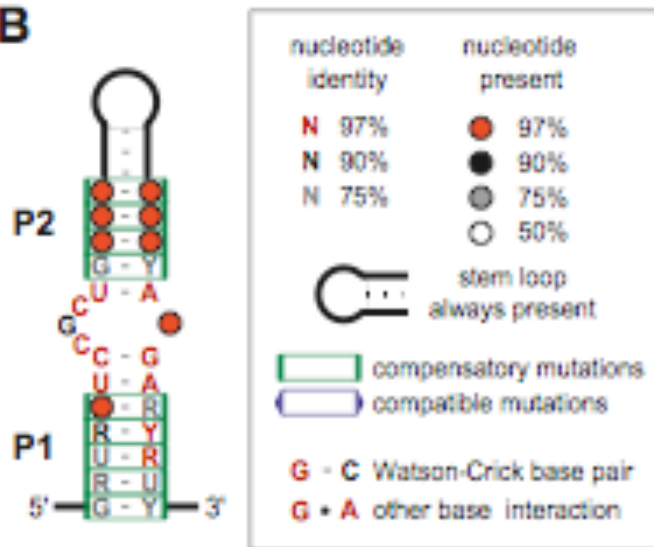 B
nucleotide identity
nucleotide present
N 97%
97%
N 90%
90%
N 75%
75%
50%
stem loop
always present
compensatory mutations
compatible mutations
G - C Watson-Crick base pair
G • A other base interaction
P2
G - Y
U - A
C
G
C
C - G
U - A
R
R - Y
U - R
R - U
5' G - Y 3'
P1